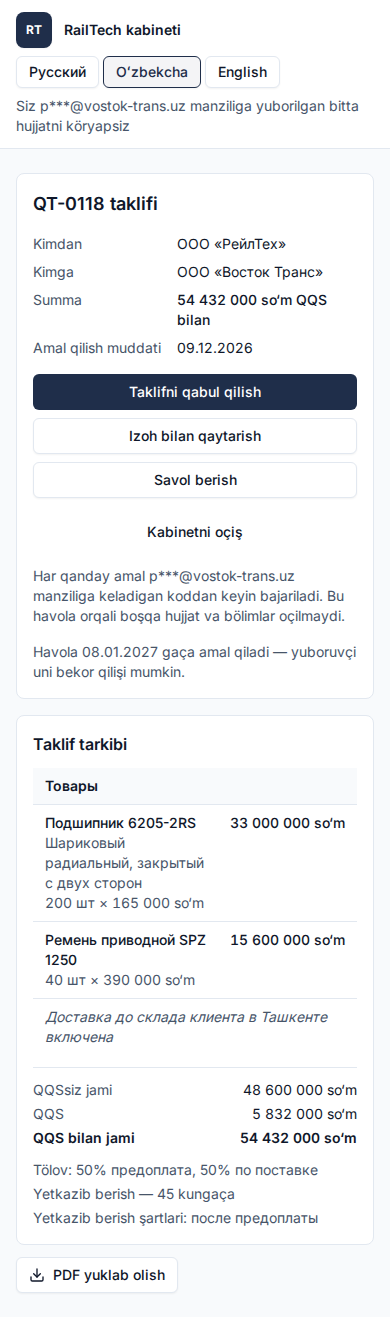 RT RailTech kabineti
Русский Oʻzbekcha English
Siz p***@vostok-trans.uz manziliga yuborilgan bitta
hujjatni köryapsiz
QT-0118 taklifi
Kimdan ООО «РейлТех»
Kimga ООО «Восток Транс»
Summa 54 432 000 soʻm QQS
bilan
Amal qilish muddati 09.12.2026
Taklifni qabul qilish
Izoh bilan qaytarish
Savol berish
Kabinetni oçiş
Har qanday amal p***@vostok-trans.uz
manziliga keladigan koddan keyin bajariladi. Bu
havola orqali boşqa hujjat va bölimlar oçilmaydi.
Havola 08.01.2027 gaça amal qiladi — yuboruvçi
uni bekor qilişi mumkin.
Taklif tarkibi
Товары
Подшипник 6205-2RS 33 000 000 soʻm
Шариковый
радиальный, закрытый
с двух сторон
200 шт × 165 000 soʻm
Ремень приводной SPZ 15 600 000 soʻm
1250
40 шт × 390 000 soʻm
Доставка до склада клиента в Ташкенте
включена
QQSsiz jami 48 600 000 soʻm
QQS 5 832 000 soʻm
QQS bilan jami 54 432 000 soʻm
Tölov: 50% предоплата, 50% по поставке
Yetkazib berish — 45 kungaça
Yetkazib berish şartlari: после предоплаты
PDF yuklab olish